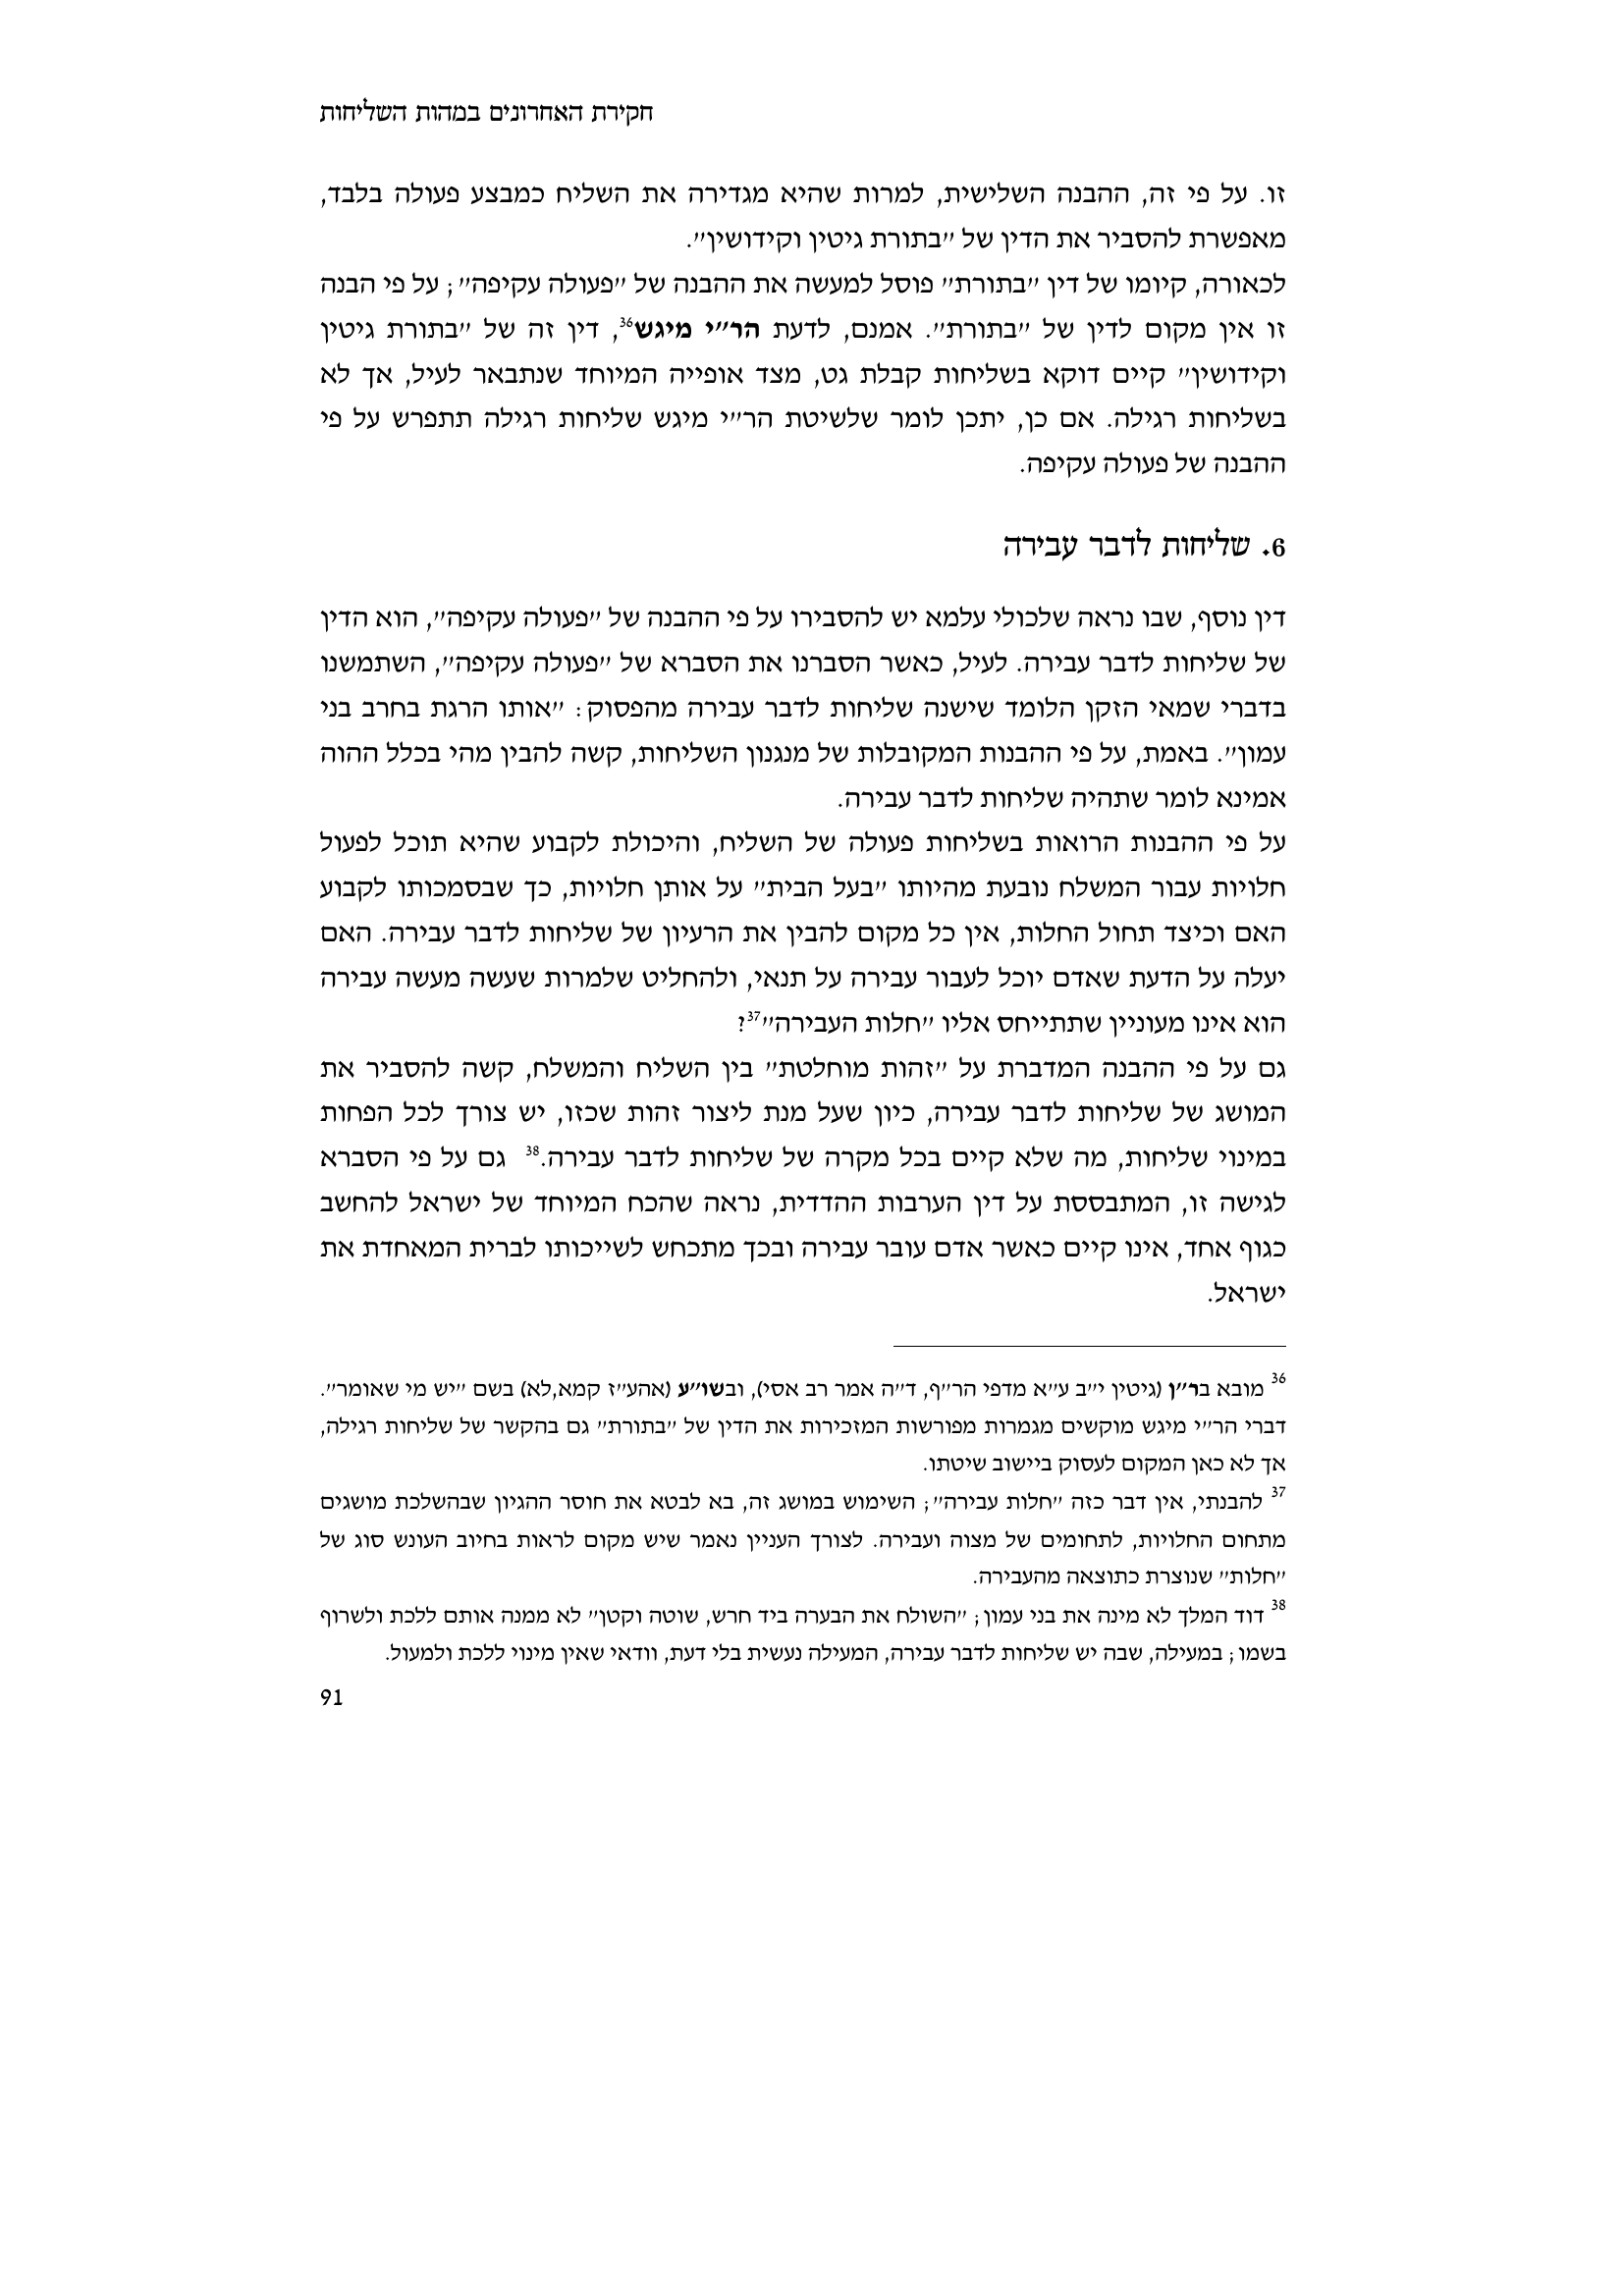 חקירת האחרונים במהות השליחות
זו. על פי זה, ההבנה השלישית, למרות שהיא מגדירה את השליח כמבצע פעולה בלבד,
מאפשרת להסביר את הדין של "בתורת גיטין וקידושין".
לכאורה, קיומו של דין "בתורת" פוסל למעשה את ההבנה של "פעולה עקיפה"; על פי הבנה
זו אין מקום לדין של "בתורת". אמנם, לדעת הר"י מיגש36, דין זה של "בתורת גיטין
וקידושין" קיים דוקא בשליחות קבלת גט, מצד אופייה המיוחד שנתבאר לעיל, אך לא
בשליחות רגילה. אם כן, יתכן לומר שלשיטת הר"י מיגש שליחות רגילה תתפרש על פי
ההבנה של פעולה עקיפה.
6. שליחות לדבר עבירה
דין נוסף, שבו נראה שלכולי עלמא יש להסבירו על פי ההבנה של "פעולה עקיפה", הוא הדין
של שליחות לדבר עבירה. לעיל, כאשר הסברנו את הסברא של "פעולה עקיפה", השתמשנו
בדברי שמאי הזקן הלומד שישנה שליחות לדבר עבירה מהפסוק: "אותו הרגת בחרב בני
עמון". באמת, על פי ההבנות המקובלות של מנגנון השליחות, קשה להבין מהי בכלל ההוה
אמינא לומר שתהיה שליחות לדבר עבירה.
על פי ההבנות הרואות בשליחות פעולה של השליח, והיכולת לקבוע שהיא תוכל לפעול
חלויות עבור המשלח נובעת מהיותו "בעל הבית" על אותן חלויות, כך שבסמכותו לקבוע
האם וכיצד תחול החלות, אין כל מקום להבין את הרעיון של שליחות לדבר עבירה. האם
יעלה על הדעת שאדם יוכל לעבור עבירה על תנאי, ולהחליט שלמרות שעשה מעשה עבירה
הוא אינו מעוניין שתתייחס אליו "חלות העבירה"37?
גם על פי ההבנה המדברת על "זהות מוחלטת" בין השליח והמשלח, קשה להסביר את
המושג של שליחות לדבר עבירה, כיון שעל מנת ליצור זהות שכזו, יש צורך לכל הפחות
במינוי שליחות, מה שלא קיים בכל מקרה של שליחות לדבר עבירה.38 גם על פי הסברא
לגישה זו, המתבססת על דין הערבות ההדדית, נראה שהכח המיוחד של ישראל להחשב
כגוף אחד, אינו קיים כאשר אדם עובר עבירה ובכך מתכחש לשייכותו לברית המאחדת את
ישראל.
36 מובא בר"ן (גיטין י"ב ע"א מדפי הר"ף, ד"ה אמר רב אסי), ובשו"ע (אהע"ז קמא,לא) בשם "יש מי שאומר".
דברי הר"י מיגש מוקשים מגמרות מפורשות המזכירות את הדין של "בתורת" גם בהקשר של שליחות רגילה,
אך לא כאן המקום לעסוק ביישוב שיטתו.
37 להבנתי, אין דבר כזה "חלות עבירה"; השימוש במושג זה, בא לבטא את חוסר ההגיון שבהשלכת מושגים
מתחום החלויות, לתחומים של מצוה ועבירה. לצורך העניין נאמר שיש מקום לראות בחיוב העונש סוג של
"חלות" שנוצרת כתוצאה מהעבירה.
38 דוד המלך לא מינה את בני עמון; "השולח את הבערה ביד חרש, שוטה וקטן" לא ממנה אותם ללכת ולשרוף
בשמו; במעילה, שבה יש שליחות לדבר עבירה, המעילה נעשית בלי דעת, וודאי שאין מינוי ללכת ולמעול.
91